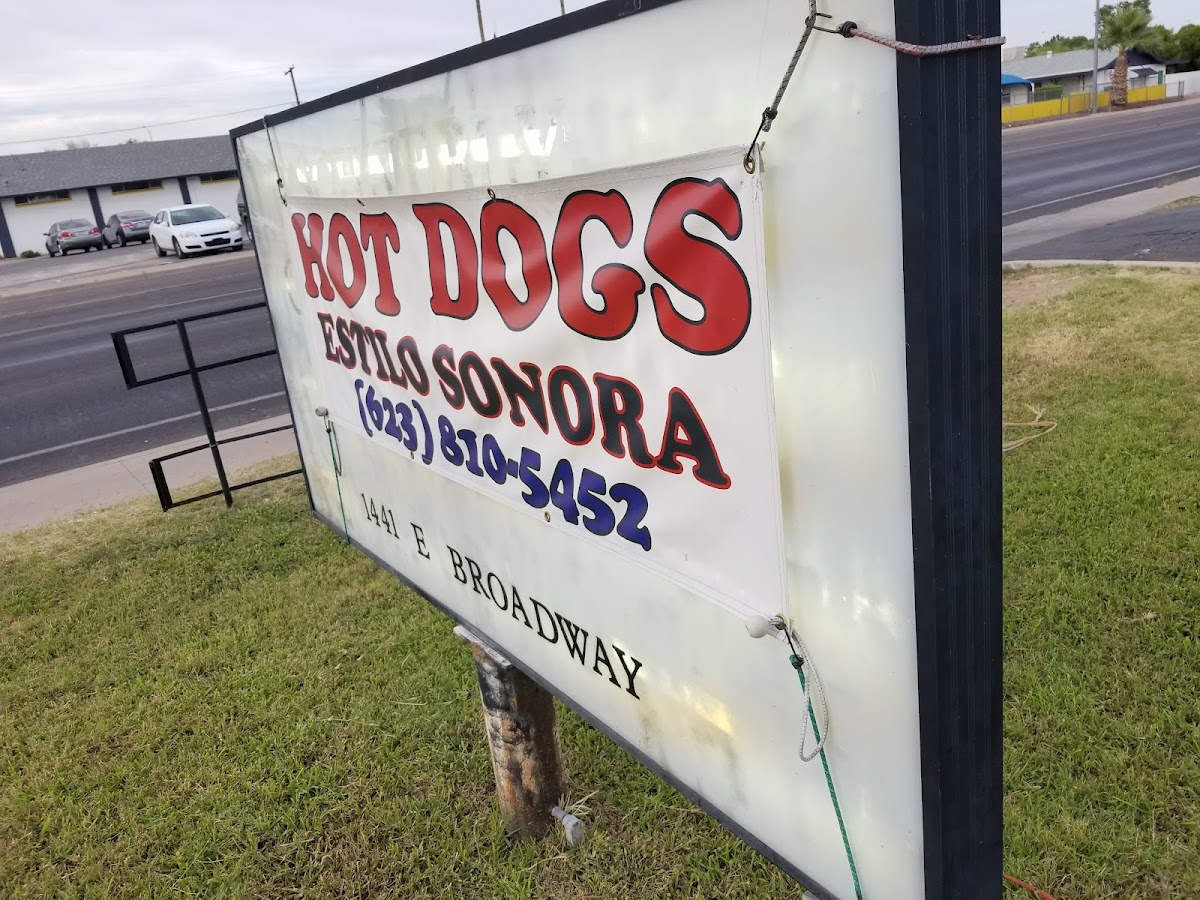 HOT DOGS
ESTILO SONORA
(623) 810-5452
1441 E BROADWAY